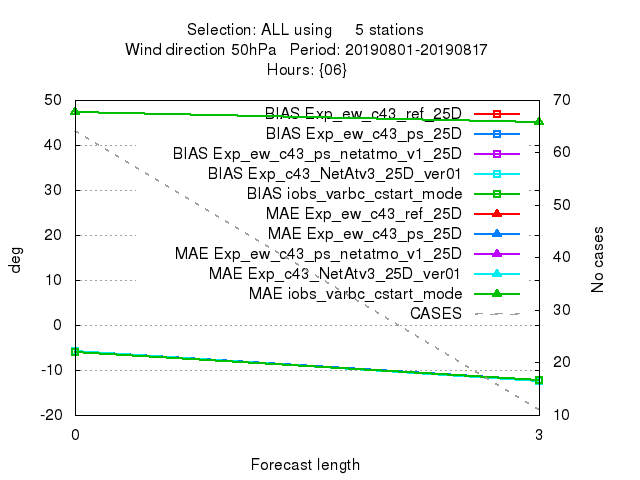 Selection: ALL using 5 stations
Wind direction 50hPa Period: 20190801-20190817
Hours: {06}
50
40
30
20
10
0
-10
-20
deg
70
60
50
40
30
20
10
No cases
BIAS Exp_ew_c43_ref_25D
BIAS Exp_ew_c43_ps_25D
BIAS Exp_ew_c43_ps_netatmo_v1_25D
BIAS Exp_c43_NetAtv3_25D_ver01
BIAS iobs_varbc_cstart_mode
MAE Exp_ew_c43_ref_25D
MAE Exp_ew_c43_ps_25D
MAE Exp_ew_c43_ps_netatmo_v1_25D
MAE Exp_c43_NetAtv3_25D_ver01
MAE iobs_varbc_cstart_mode
CASES
0 3
Forecast length